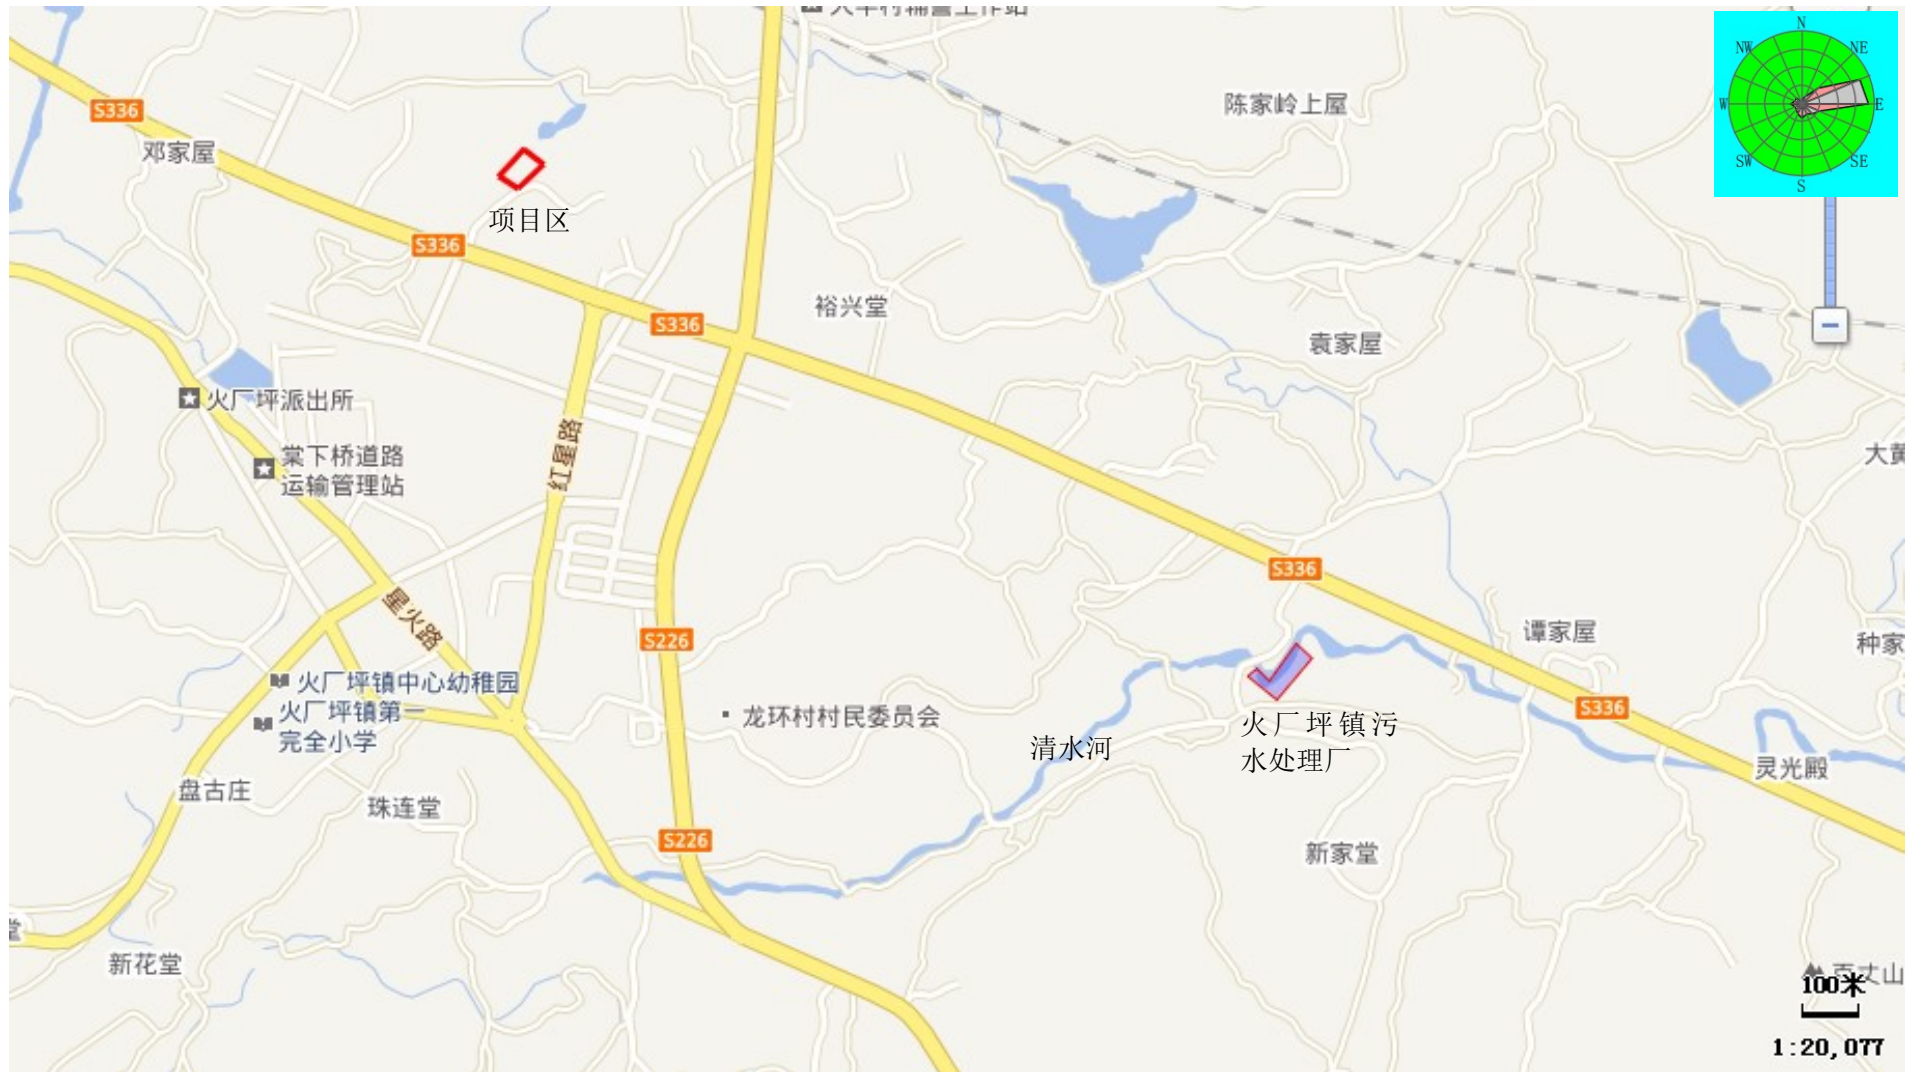 N
NW
NE
W
E
SW
SE
S
陈家岭上屋
S336
邓家屋
项目区
S336
裕兴堂
S336
袁家屋
火厂坪派出所
红星路
棠下桥道路
运输管理站
大黄
S336
星火路
S226
谭家屋
种家
火厂坪镇中心幼稚园
火厂坪镇第一
完全小学
龙环村村民委员会
清水河
火厂坪镇污
水处理厂
S336
灵光殿
盘古庄
珠连堂
S226
新家堂
堂
新花堂
百丈山
100米
1:20,077